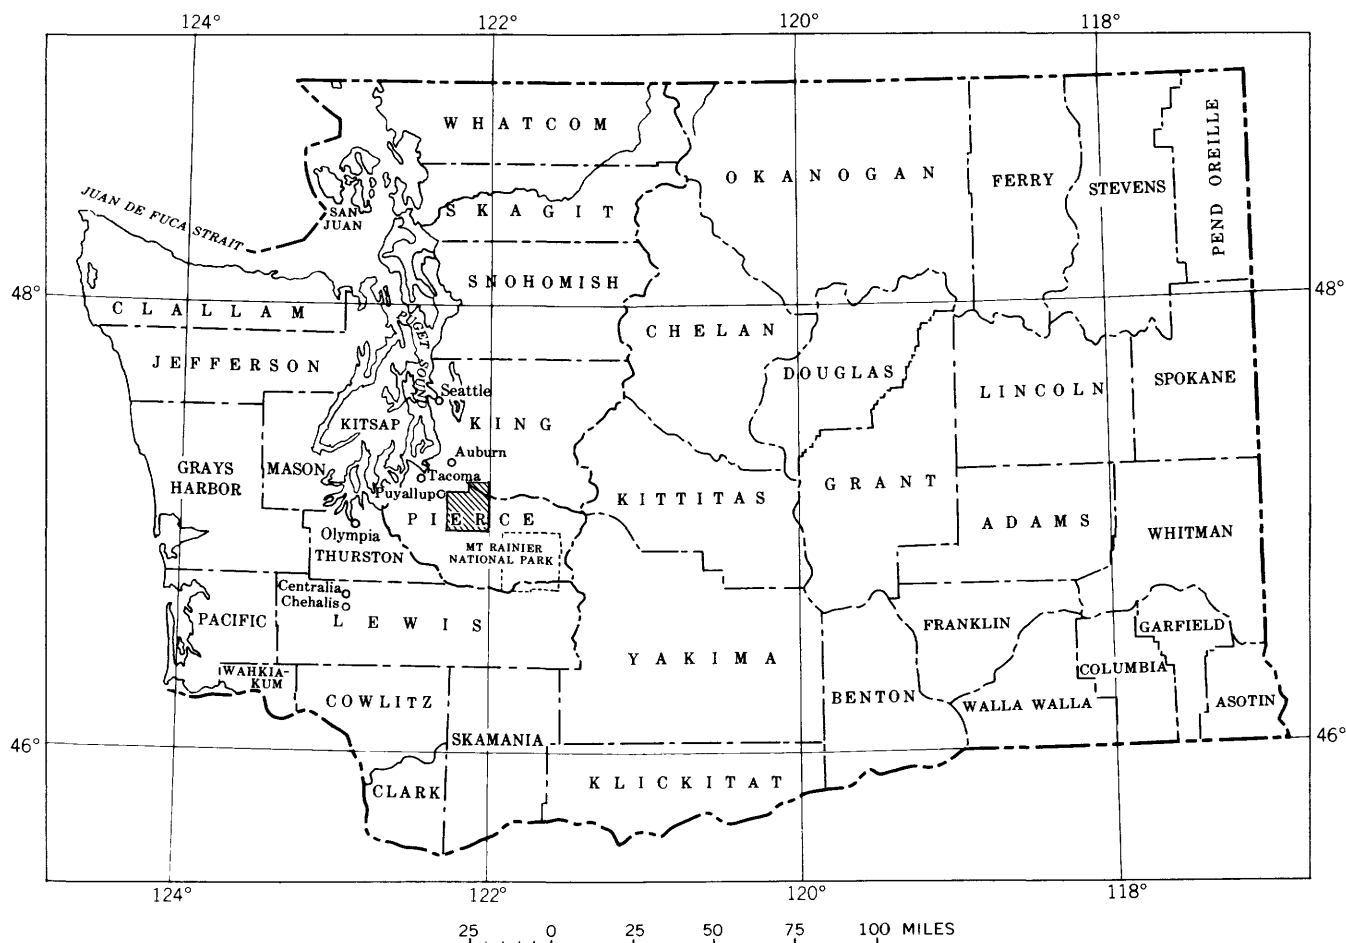 124° 122° 120° 118°
WHATCOM
OKANOGAN
FERRY
STEVENS
PEND OREILLE
JUAN DE FUCA STRAIT
SAN
JUAN
SKAGIT
SNOHOMISH
48° 48°
CLALLAM
PUGET SOUND
CHELAN
JEFFERSON
DOUGLAS
LINCOLN
SPOKANE
Seattle
KITSAP
KING
Auburn
GRAYS
HARBOR
MASON
Tacoma
Puyallup
KITTITAS
GRANT
PIERCE
ADAMS
WHITMAN
Olympia
THURSTON
MT RAINIER
NATIONAL PARK
Centralia
Chehalis
PACIFIC
LEWIS
FRANKLIN
GARFIELD
YAKIMA
COLUMBIA
WAHKIA-
KUM
COWLITZ
BENTON
WALLA WALLA
ASOTIN
46° 46°
SKAMANIA
CLARK
KLICKITAT
124° 122° 120° 118°
25 0 25 50 75 100 MILES